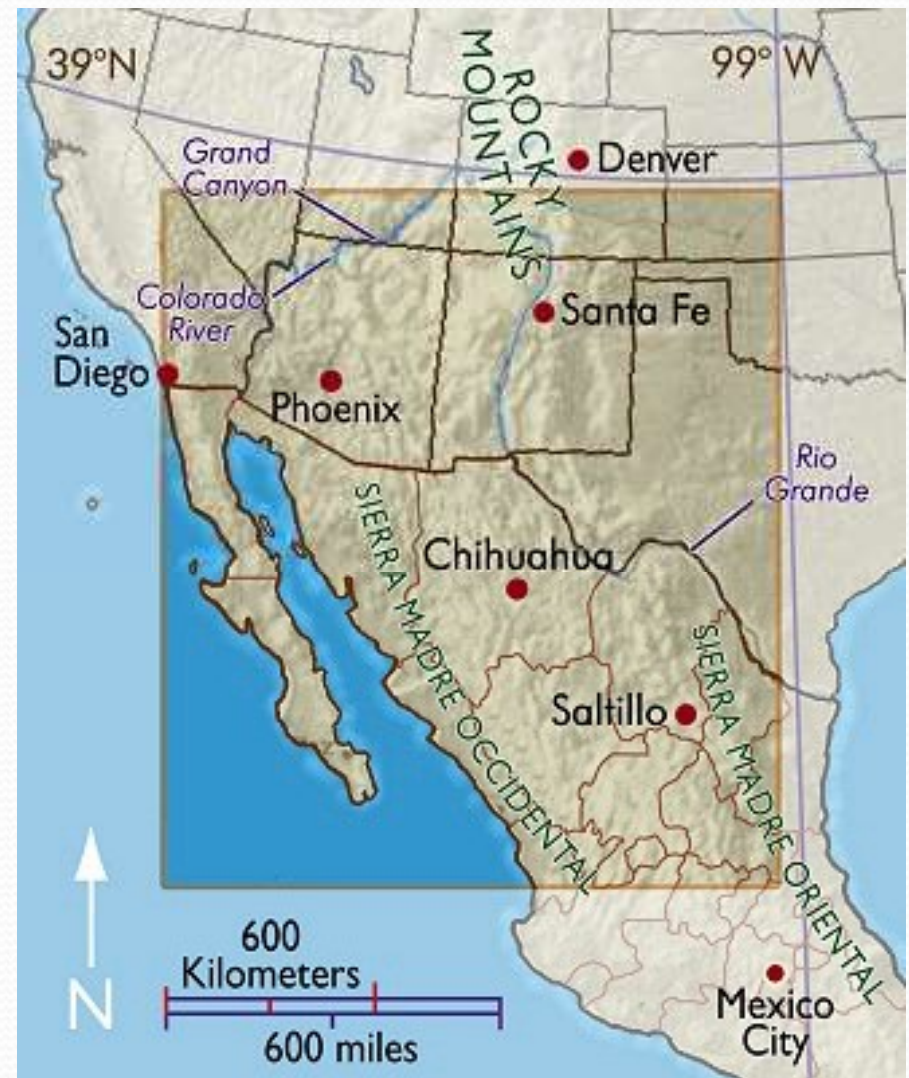 39°N
99° W
ROCKY
MOUNTAINS
Denver
Grand
Canyon
Colorado
River
Santa Fe
San
Diego
Phoenix
Rio
Grande
SIERRA MADRE OCCIDENTAL
Chihuahua
SIERRA MADRE ORIENTAL
Saltillo
N
600
Kilometers
600 miles
Mexico
City